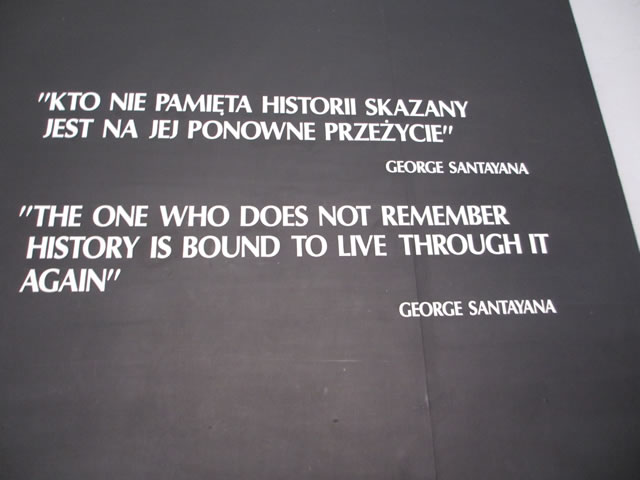 "KTO NIE PAMIĘTA HISTORII SKAZANY
JEST NA JEJ PONOWNE PRZEŻYCIE"
GEORGE SANTAYANA
"THE ONE WHO DOES NOT REMEMBER
HISTORY IS BOUND TO LIVE THROUGH IT
AGAIN"
GEORGE SANTAYANA